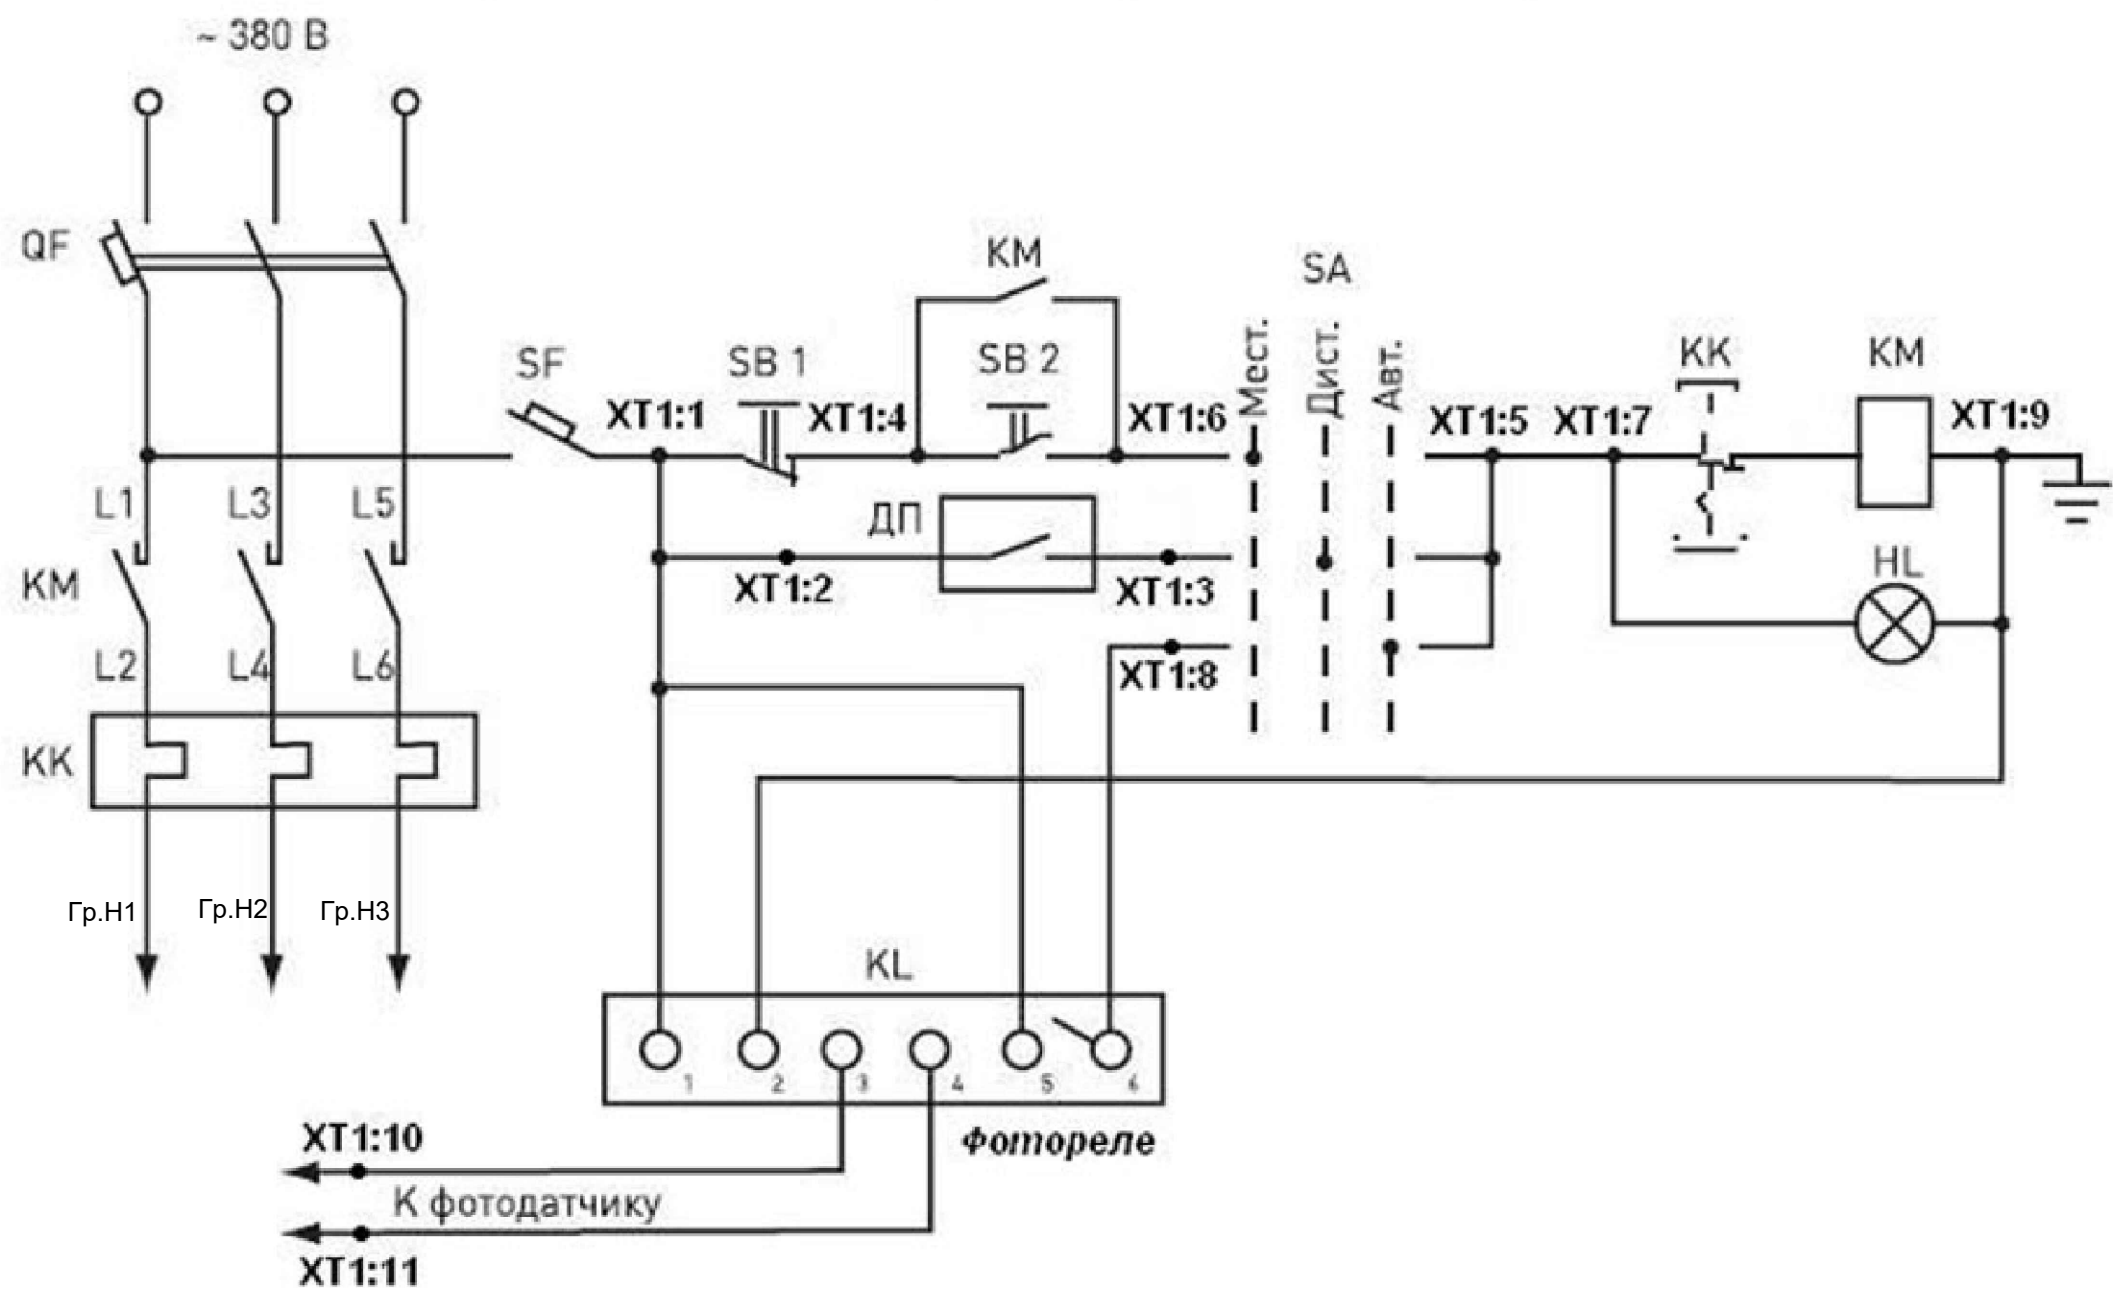 ~ 380 В
QF
KM
SA
SF
SB 1
SB 2
Мест.
Дист.
Авт.
KK
KM
XT1:1
XT1:4
XT1:6
XT1:5
XT1:7
XT1:9
L1
L3
L5
ДП
HL
KM
XT1:2
XT1:3
L2
L4
L6
XT1:8
KK
Гр.Н1
Гр.Н2
Гр.Н3
KL
1
2
3
4
5
6
Фотореле
XT1:10
К фотодатчику
XT1:11